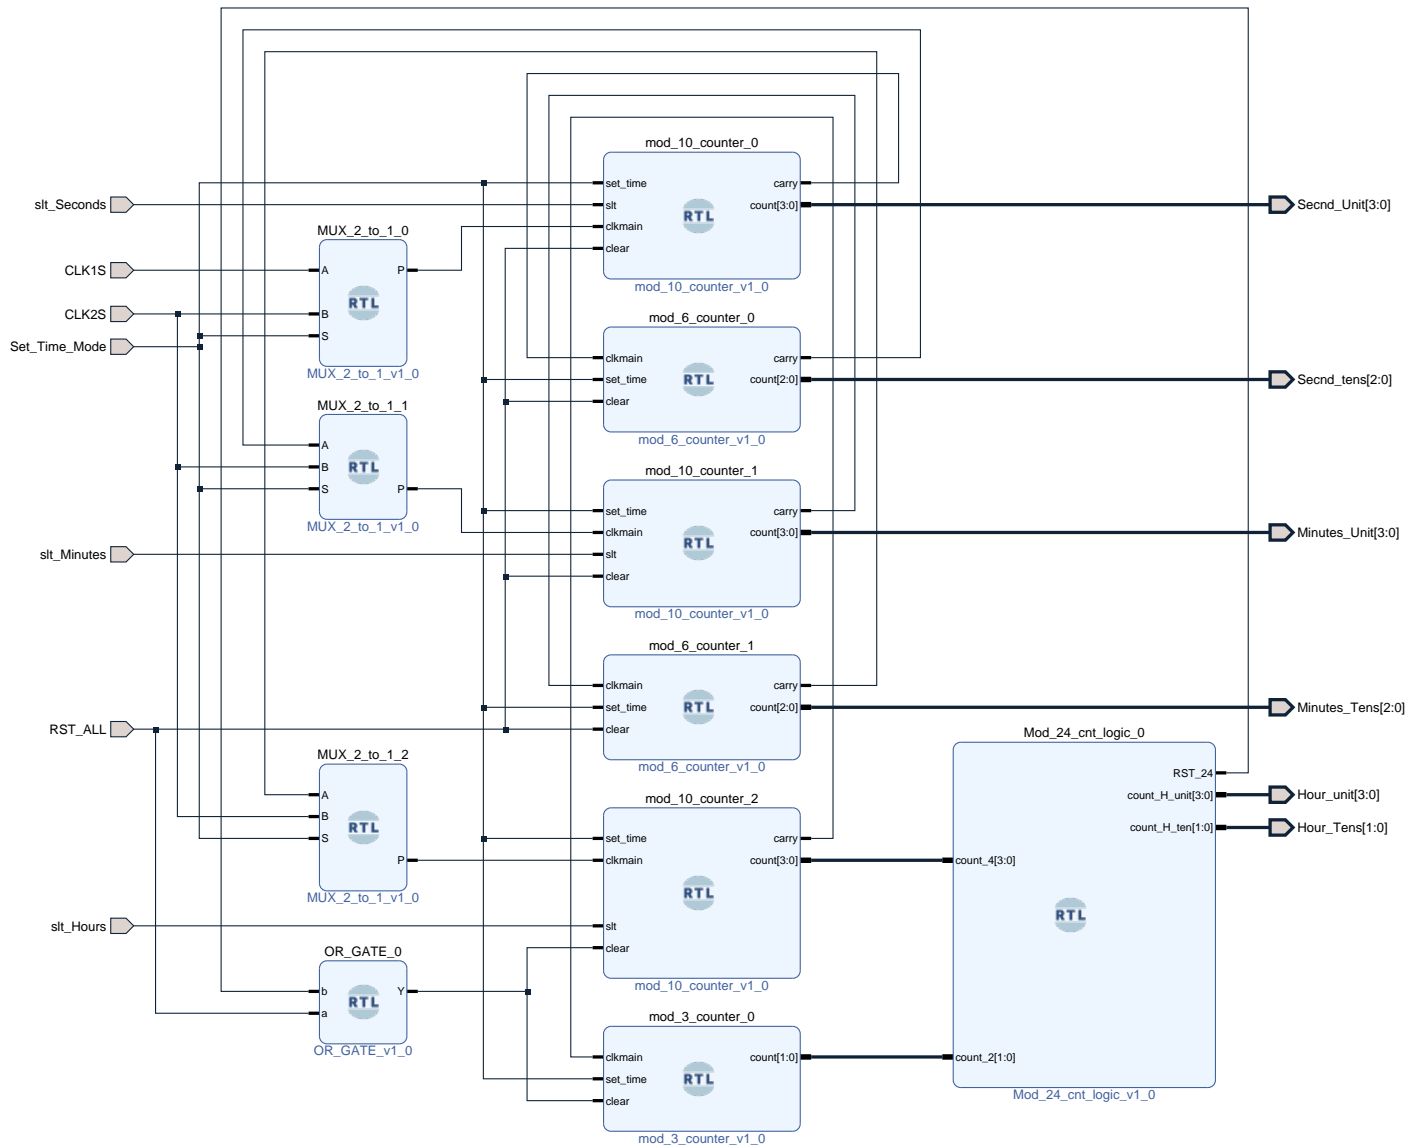 mod_10_counter_0
set_time
carry
RTL
slt_Seconds
slt
count[3:0]
Secnd_Unit[3:0]
clkmain
MUX_2_to_1_0
clear
CLK1S
A
P
mod_10_counter_v1_0
RTL
CLK2S
B
mod_6_counter_0
S
Set_Time_Mode
clkmain
carry
MUX_2_to_1_v1_0
RTL
set_time
count[2:0]
Secnd_tens[2:0]
MUX_2_to_1_1
clear
mod_6_counter_v1_0
A
B
RTL
mod_10_counter_1
S
P
set_time
carry
MUX_2_to_1_v1_0
clkmain
RTL
count[3:0]
Minutes_Unit[3:0]
slt_Minutes
slt
clear
mod_10_counter_v1_0
mod_6_counter_1
clkmain
carry
RTL
set_time
count[2:0]
Minutes_Tens[2:0]
RST_ALL
clear
Mod_24_cnt_logic_0
MUX_2_to_1_2
mod_6_counter_v1_0
RST_24
A
mod_10_counter_2
count_H_unit[3:0]
Hour_unit[3:0]
B
RTL
count_H_ten[1:0]
Hour_Tens[1:0]
S
set_time
carry
P
clkmain
count[3:0]
count_4[3:0]
MUX_2_to_1_v1_0
RTL
RTL
slt_Hours
slt
clear
OR_GATE_0
mod_10_counter_v1_0
b
RTL
Y
a
mod_3_counter_0
OR_GATE_v1_0
clkmain
count[1:0]
count_2[1:0]
set_time
RTL
clear
Mod_24_cnt_logic_v1_0
mod_3_counter_v1_0